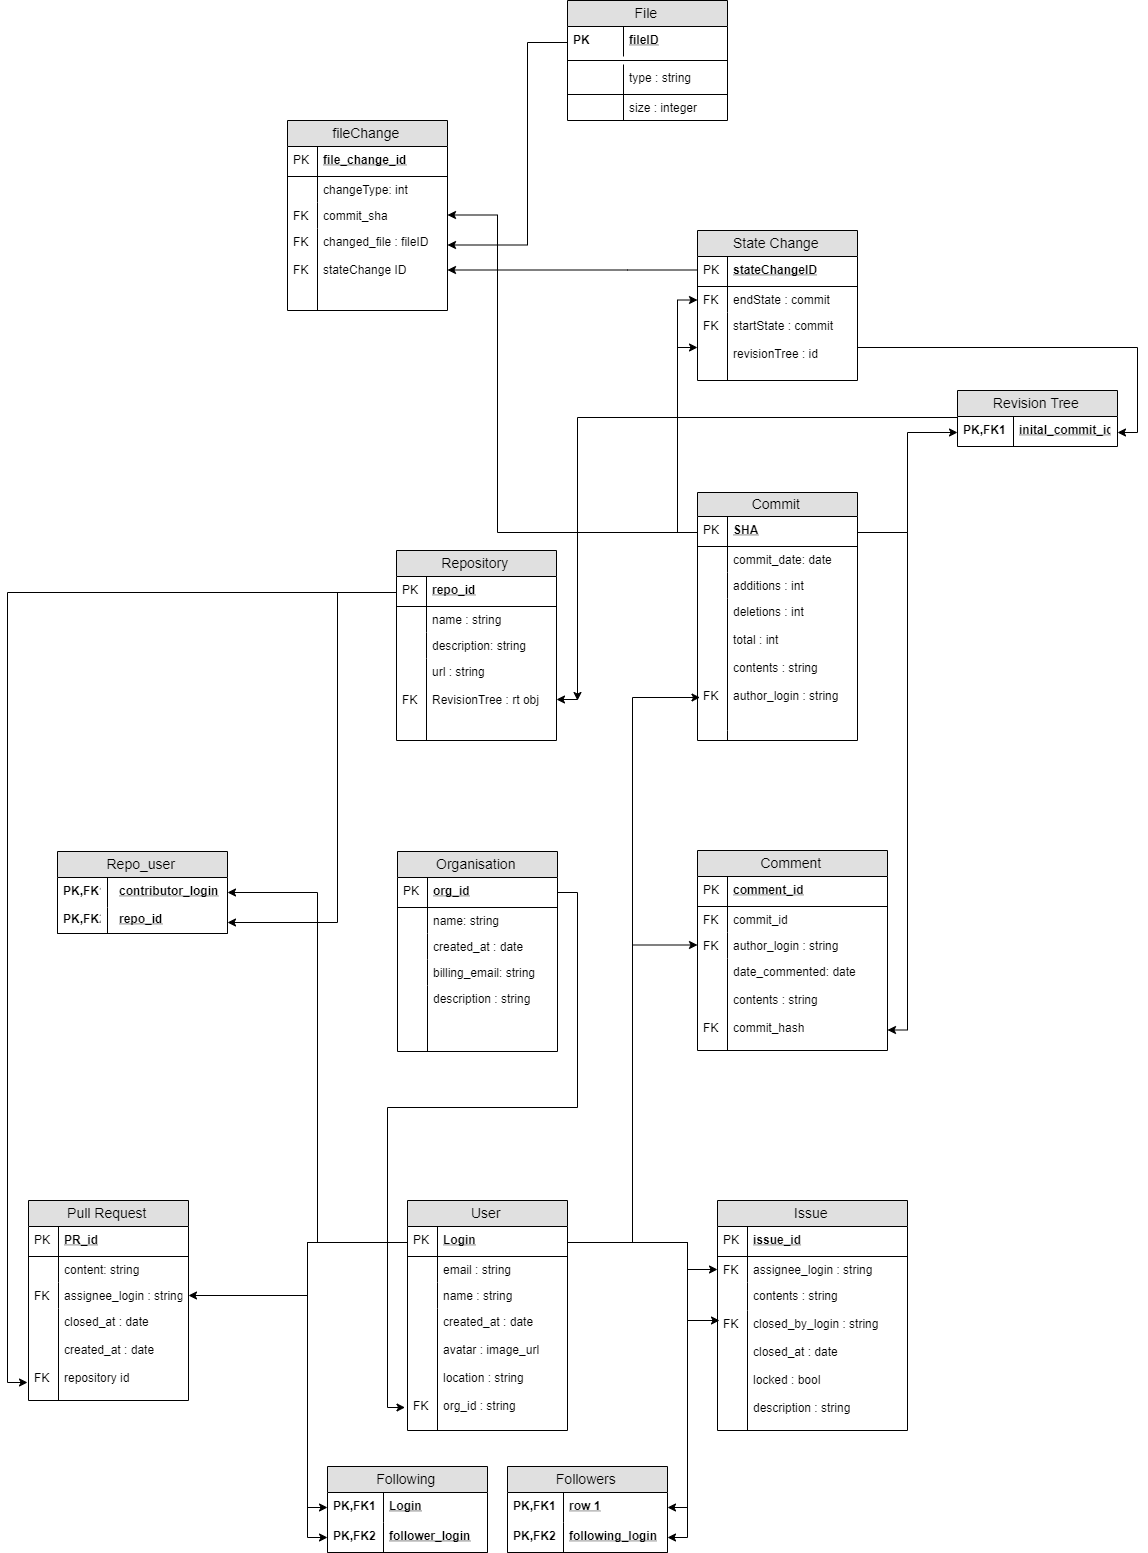 File
PK fileID
type : string
size : integer
fileChange
PK file_change_id
changeType: int
FK commit_sha
FK changed_file : fileID
FK stateChange ID
State Change
PK stateChangeID
FK endState : commit
FK startState : commit
revisionTree : id
Revision Tree
PK,FK1 inital_commit_ic
Commit
PK SHA
commit_date: date
additions : int
deletions : int
total : int
contents : string
FK author_login : string
Repository
PK repo_id
name : string
description: string
url : string
FK RevisionTree : rt obj
Repo_user
PK,FK contributor_login
PK,FK2 repo_id
Organisation
PK org_id
name: string
created_at : date
billing_email: string
description : string
Comment
PK comment_id
FK commit_id
FK author_login : string
date_commented: date
contents : string
FK commit_hash
Pull Request
PK PR_id
content: string
FK assignee_login : string
closed_at : date
created_at : date
FK repository id
User
PK Login
email : string
name : string
created_at : date
avatar : image_url
location : string
FK org_id : string
Issue
PK issue_id
FK assignee_login : string
contents : string
FK closed_by_login : string
closed_at : date
locked : bool
description : string
Following
PK,FK1 Login
PK,FK2 follower_login
Followers
PK,FK1 row 1
PK,FK2 following_login